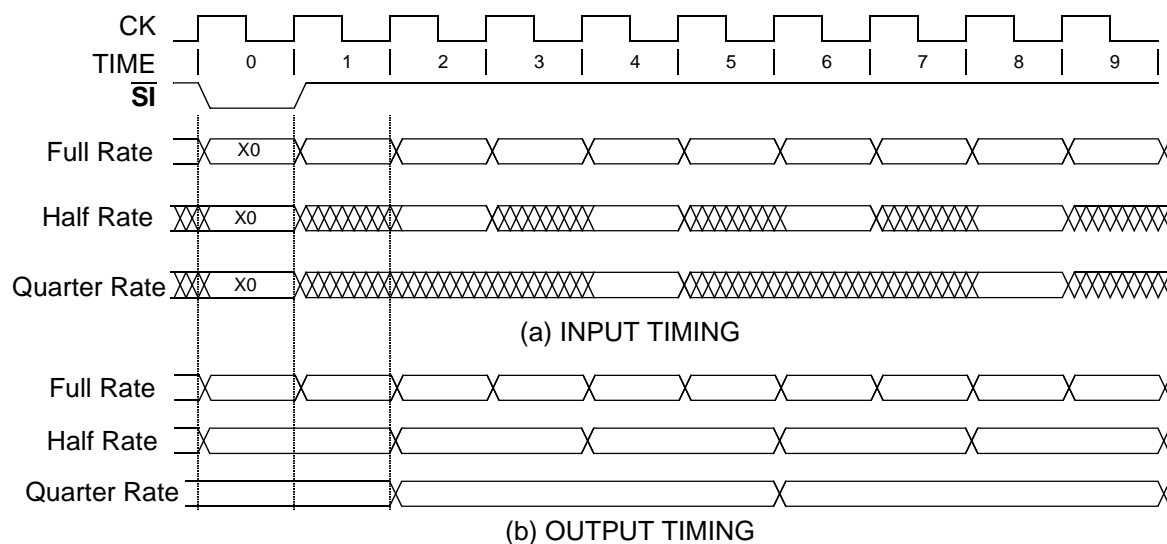 CK
TIME 0 1 2 3 4 5 6 7 8 9
SI
Full Rate X0
Half Rate X0
Quarter Rate X0
(a) INPUT TIMING
Full Rate
Half Rate
Quarter Rate
(b) OUTPUT TIMING